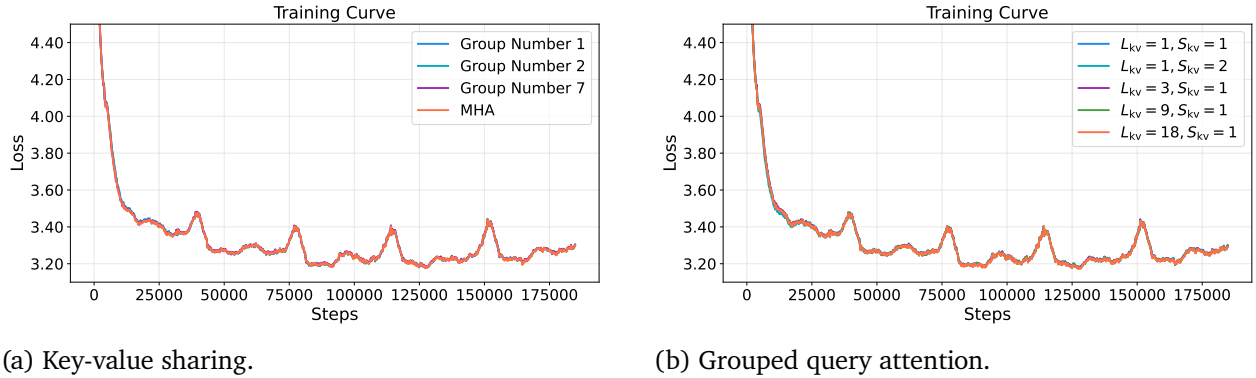 Training Curve
Loss
4.40
4.20
4.00
3.80
3.60
3.40
3.20
Group Number 1
Group Number 2
Group Number 7
MHA
0 25000 50000 75000 100000 125000 150000 175000
Steps
(a) Key-value sharing.
Training Curve
Loss
4.40
4.20
4.00
3.80
3.60
3.40
3.20
L_kv = 1, S_kv = 1
L_kv = 1, S_kv = 2
L_kv = 3, S_kv = 1
L_kv = 9, S_kv = 1
L_kv = 18, S_kv = 1
0 25000 50000 75000 100000 125000 150000 175000
Steps
(b) Grouped query attention.